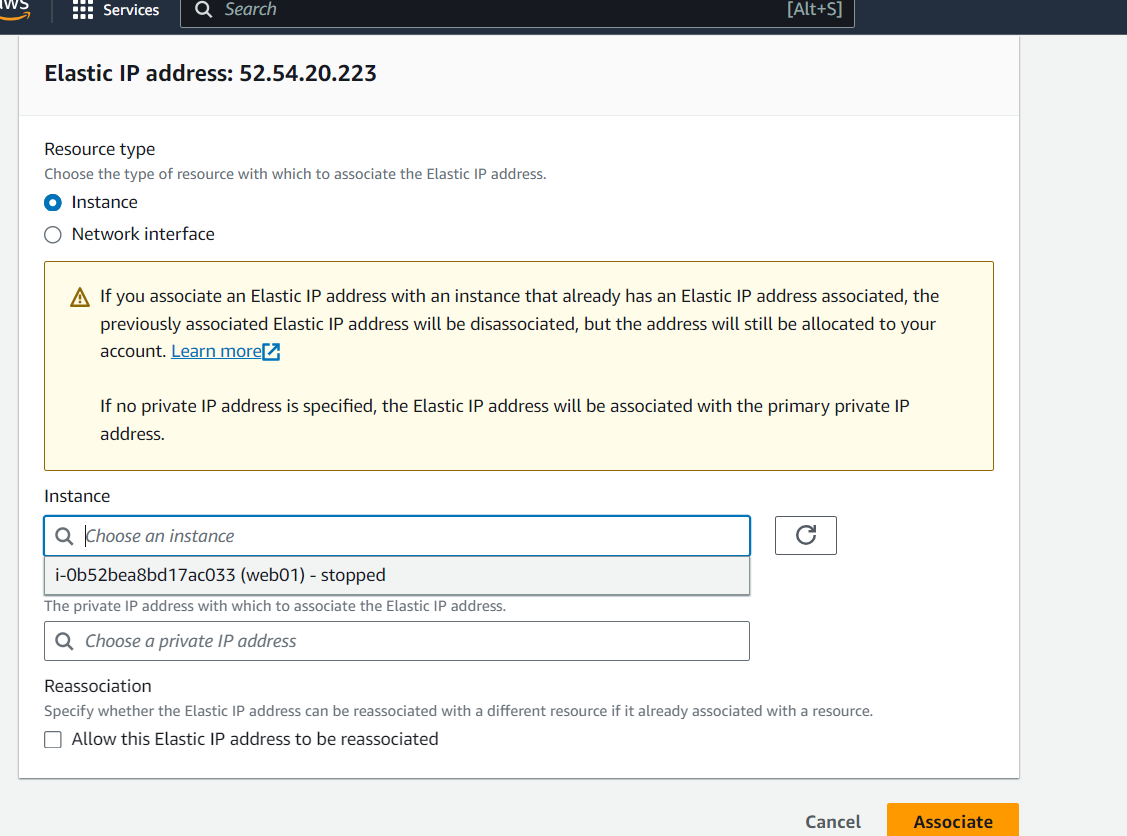 aws
Services
Search
[Alt+S]
Elastic IP address: 52.54.20.223
Resource type
Choose the type of resource with which to associate the Elastic IP address.
Instance
Network interface
If you associate an Elastic IP address with an instance that already has an Elastic IP address associated, the
previously associated Elastic IP address will be disassociated, but the address will still be allocated to your
account. Learn more
If no private IP address is specified, the Elastic IP address will be associated with the primary private IP
address.
Instance
Choose an instance
i-0b52bea8bd17ac033 (web01) - stopped
The private IP address with which to associate the Elastic IP address.
Choose a private IP address
Reassociation
Specify whether the Elastic IP address can be reassociated with a different resource if it already associated with a resource.
Allow this Elastic IP address to be reassociated
Cancel
Associate